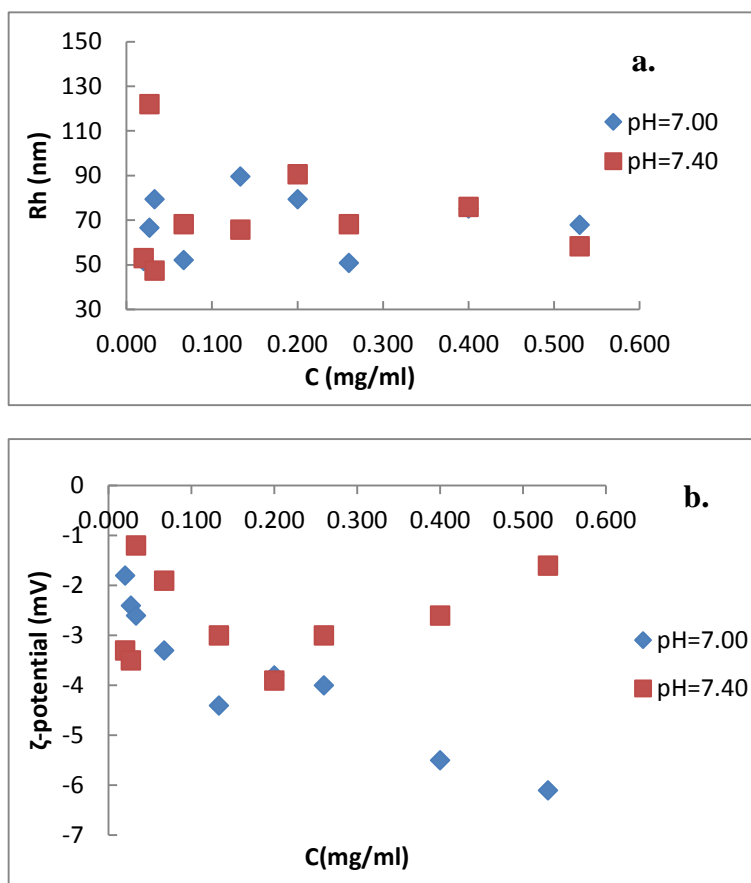 a.
150
130
110
90
70
50
30
Rh (nm)
pH=7.00
pH=7.40
0.000 0.100 0.200 0.300 0.400 0.500 0.600
C (mg/ml)
b.
0
-1
-2
-3
-4
-5
-6
-7
ζ-potential (mV)
0.000 0.100 0.200 0.300 0.400 0.500 0.600
pH=7.00
pH=7.40
C(mg/ml)